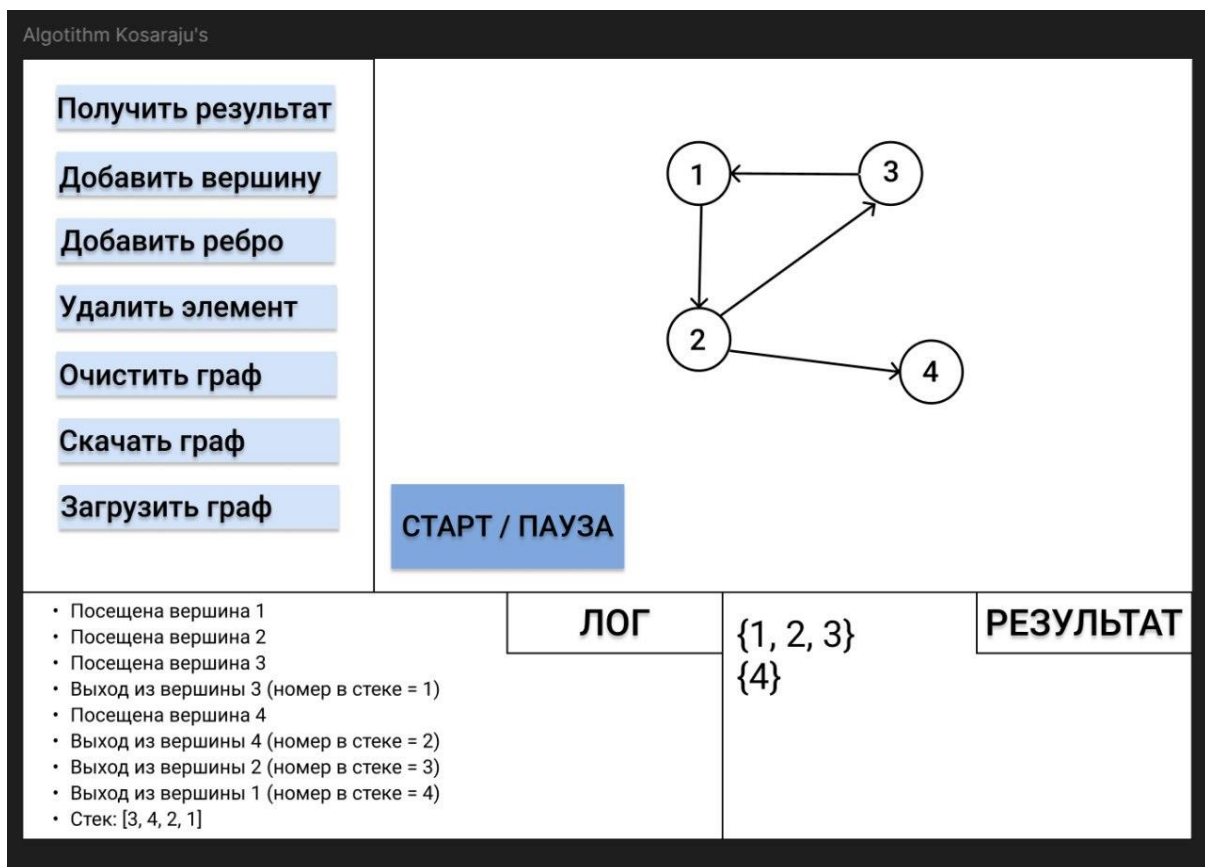 Algotithm Kosaraju's
Получить результат
Добавить вершину
Добавить ребро
Удалить элемент
Очистить граф
Скачать граф
Загрузить граф
1
3
2
4
СТАРТ / ПАУЗА
• Посещена вершина 1
• Посещена вершина 2
• Посещена вершина 3
• Выход из вершины 3 (номер в стеке = 1)
• Посещена вершина 4
• Выход из вершины 4 (номер в стеке = 2)
• Выход из вершины 2 (номер в стеке = 3)
• Выход из вершины 1 (номер в стеке = 4)
• Стек: [3, 4, 2, 1]
ЛОГ
{1, 2, 3}
{4}
РЕЗУЛЬТАТ